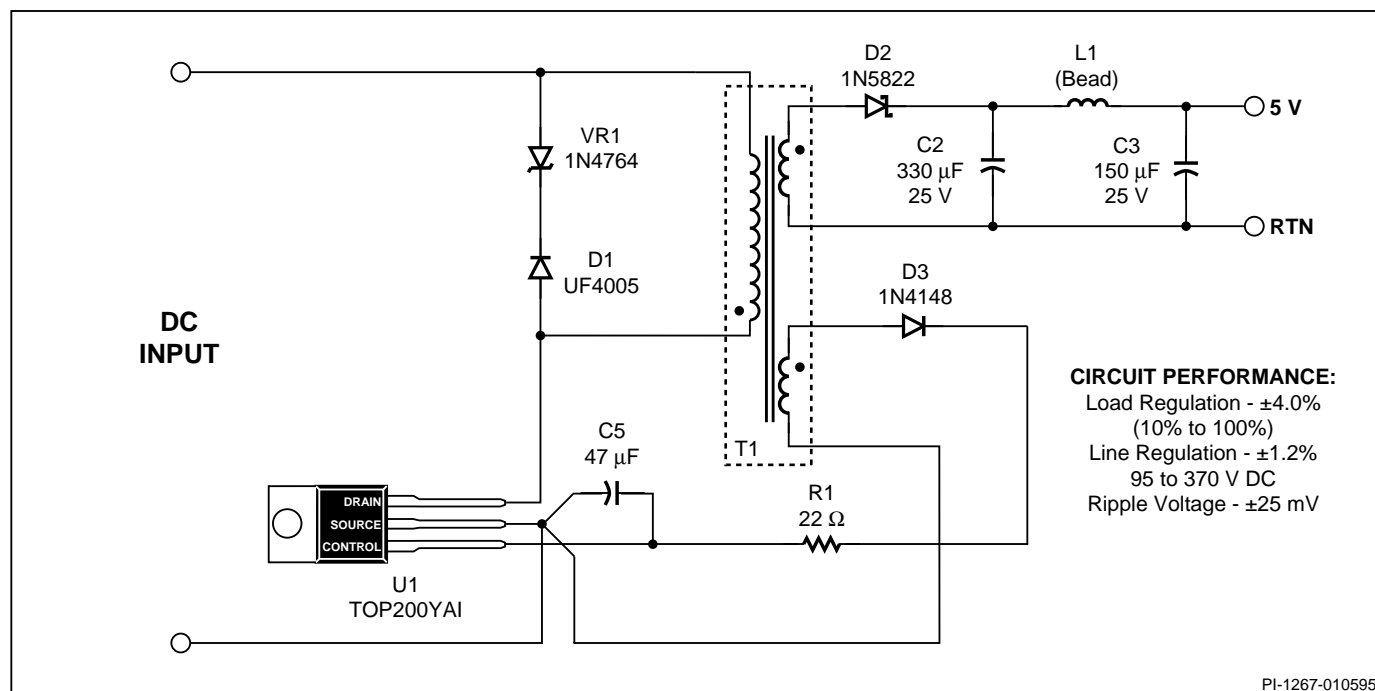 D2
1N5822
L1
(Bead)
5 V
VR1
1N4764
C2
330 µF
25 V
C3
150 µF
25 V
RTN
D1
UF4005
D3
1N4148
DC
INPUT
CIRCUIT PERFORMANCE:
Load Regulation - ±4.0%
(10% to 100%)
Line Regulation - ±1.2%
95 to 370 V DC
Ripple Voltage - ±25 mV
T1
C5
47 µF
R1
22 Ω
DRAIN
SOURCE
CONTROL
U1
TOP200YAI
PI-1267-010595